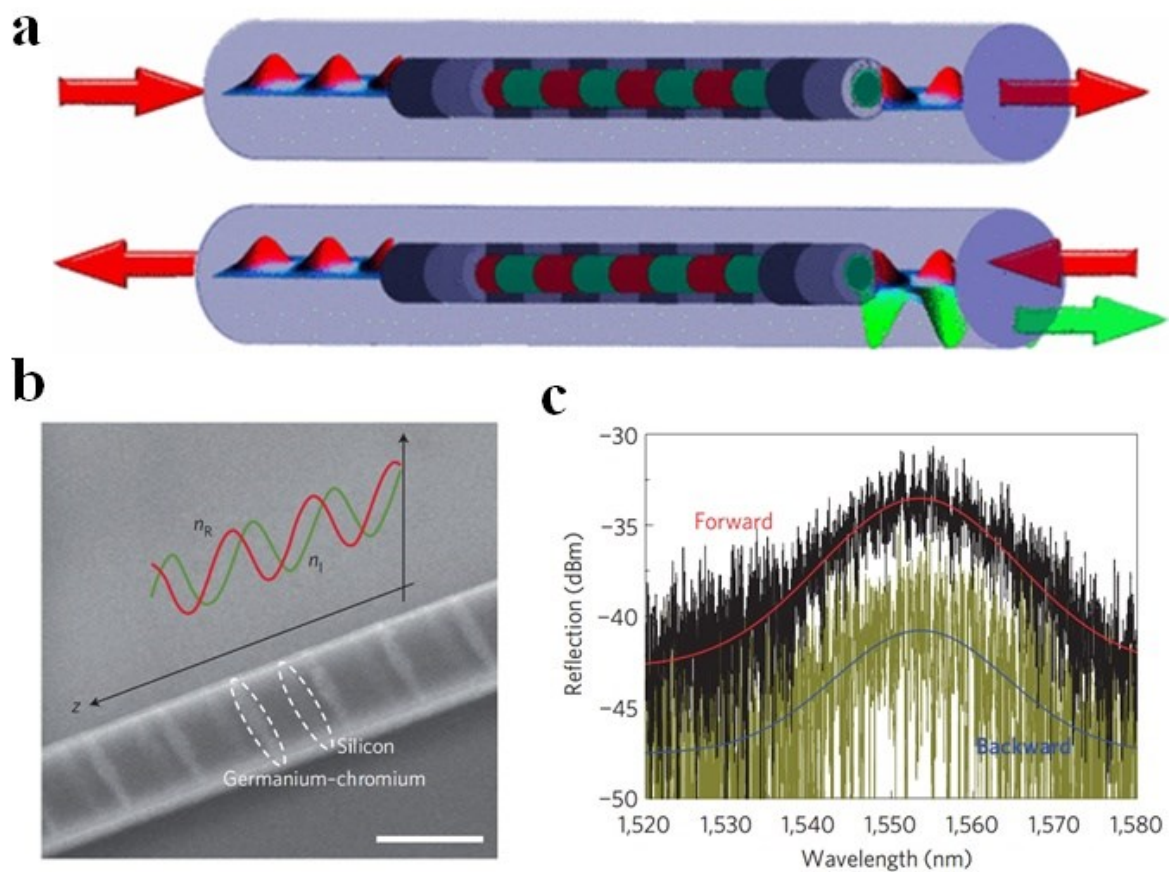 a
b
c
n_R
n_I
z
Silicon
Germanium–chromium
−30
−35
−40
−45
−50
Reflection (dBm)
Forward
Backward
1,520 1,530 1,540 1,550 1,560 1,570 1,580
Wavelength (nm)